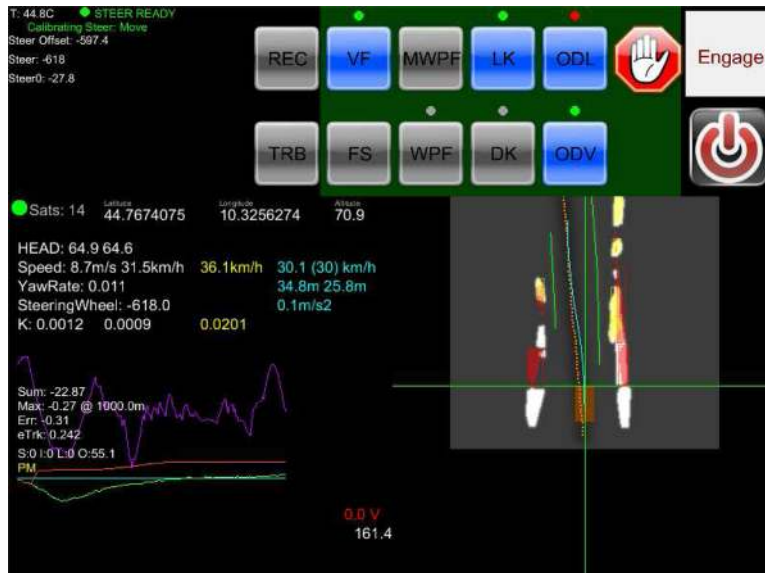 T: 44.8C STEER READY
Calibrating Steer: Move
Steer Offset: -597.4
Steer: -618
Steer0: -27.8
REC VF MWPF LK ODL Engage
TRB FS WPF DK ODV
Sats: 14
Latitude
44.7674075
Longitude
10.3256274
Altitude
70.9
HEAD: 64.9 64.6
Speed: 8.7m/s 31.5km/h 36.1km/h 30.1 (30) km/h
YawRate: 0.011 34.8m 25.8m
SteeringWheel: -618.0 0.1m/s2
K: 0.0012 0.0009 0.0201
Sum: -22.87
Max: -0.27 @ 1000.0m
Err: -0.31
eTrk: 0.242
S:0 I:0 L:0 O:55.1
PM
0.0 V
161.4